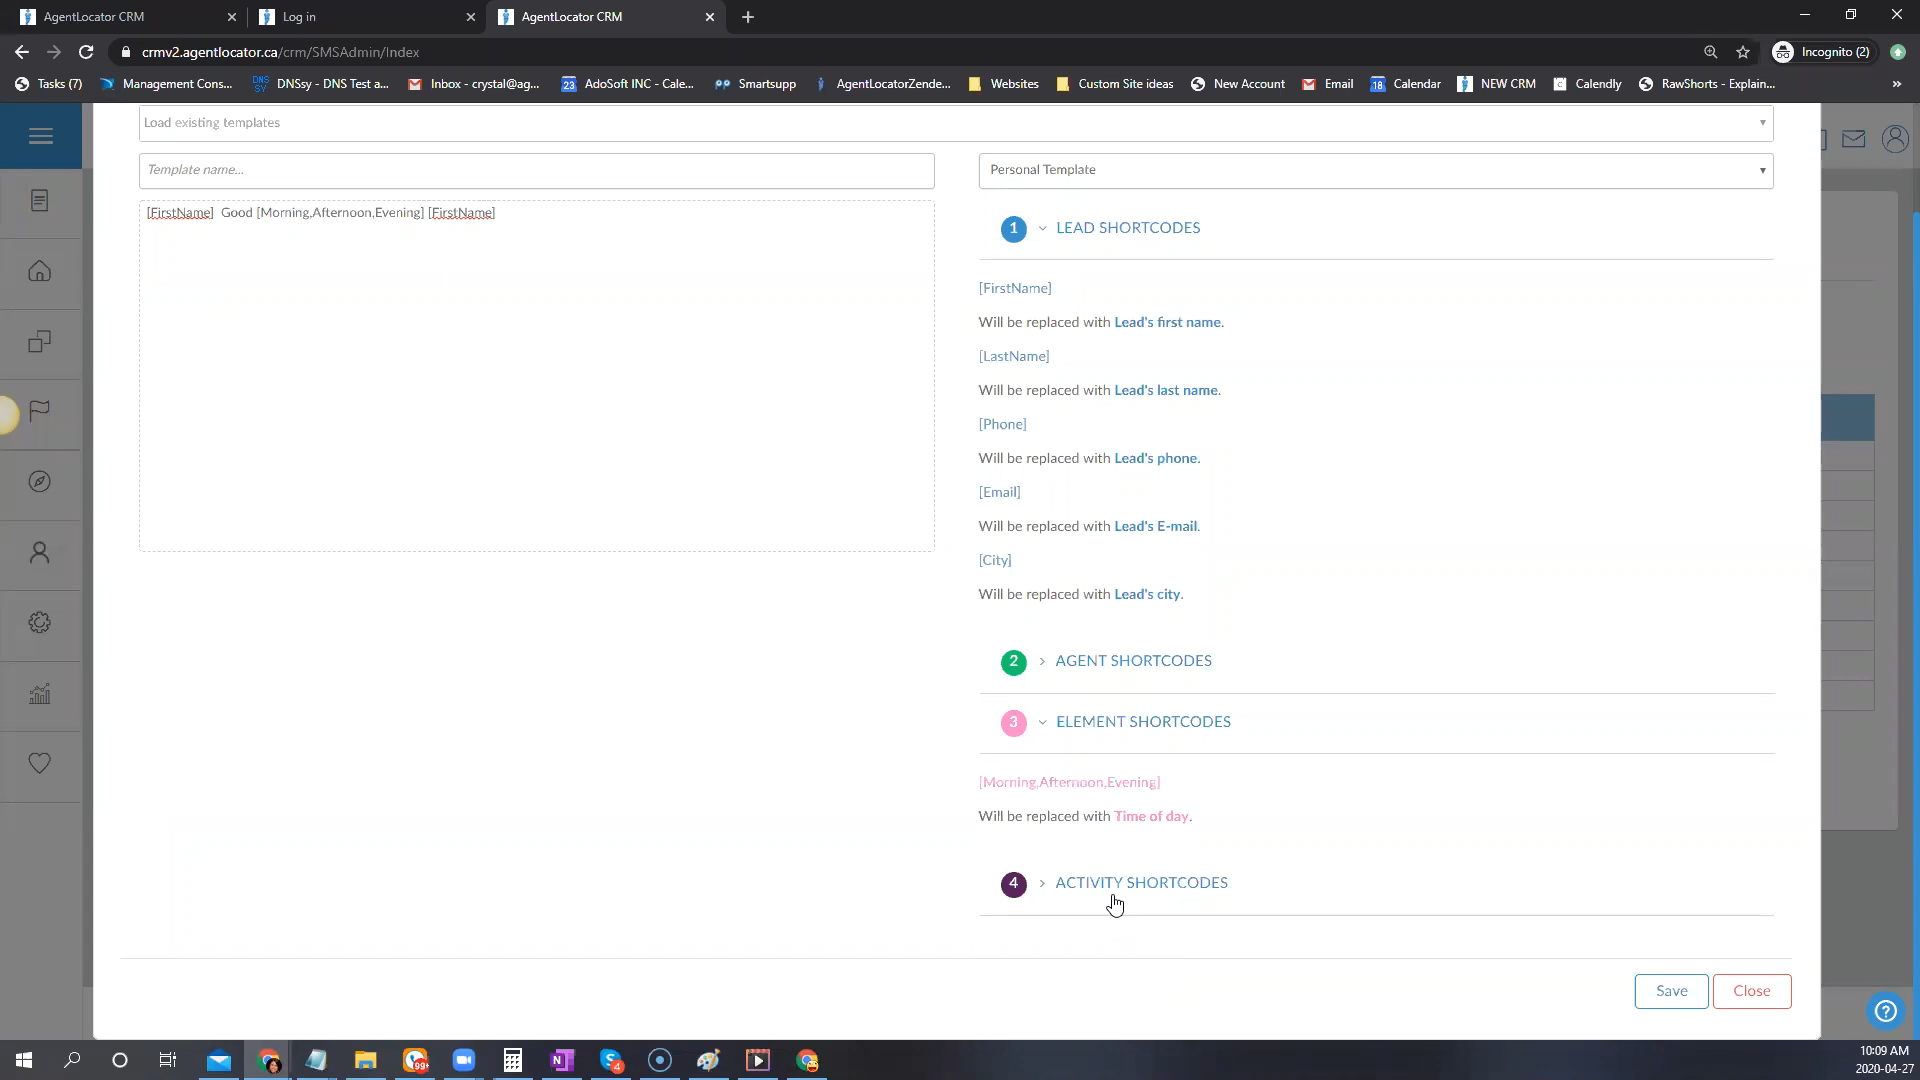 AgentLocator CRM
Log in
AgentLocator CRM
crmv2.agentlocator.ca/crm/SMSAdmin/Index
Incognito (2)
Tasks (7)
Management Cons...
DNS SY
DNSsy - DNS Test a...
Inbox - crystal@ag...
23
AdoSoft INC - Cale...
Smartsupp
AgentLocatorZende...
Websites
Custom Site ideas
New Account
Email
18
Calendar
NEW CRM
Calendly
RawShorts - Explain...
Load existing templates
Template name...
Personal Template
[FirstName] Good [Morning,Afternoon,Evening] [FirstName]
1 LEAD SHORTCODES
[FirstName]
Will be replaced with Lead's first name.
[LastName]
Will be replaced with Lead's last name.
[Phone]
Will be replaced with Lead's phone.
[Email]
Will be replaced with Lead's E-mail.
[City]
Will be replaced with Lead's city.
2 AGENT SHORTCODES
3 ELEMENT SHORTCODES
[Morning,Afternoon,Evening]
Will be replaced with Time of day.
4 ACTIVITY SHORTCODES
Save
Close
99+
N
S
4
10:09 AM
2020-04-27